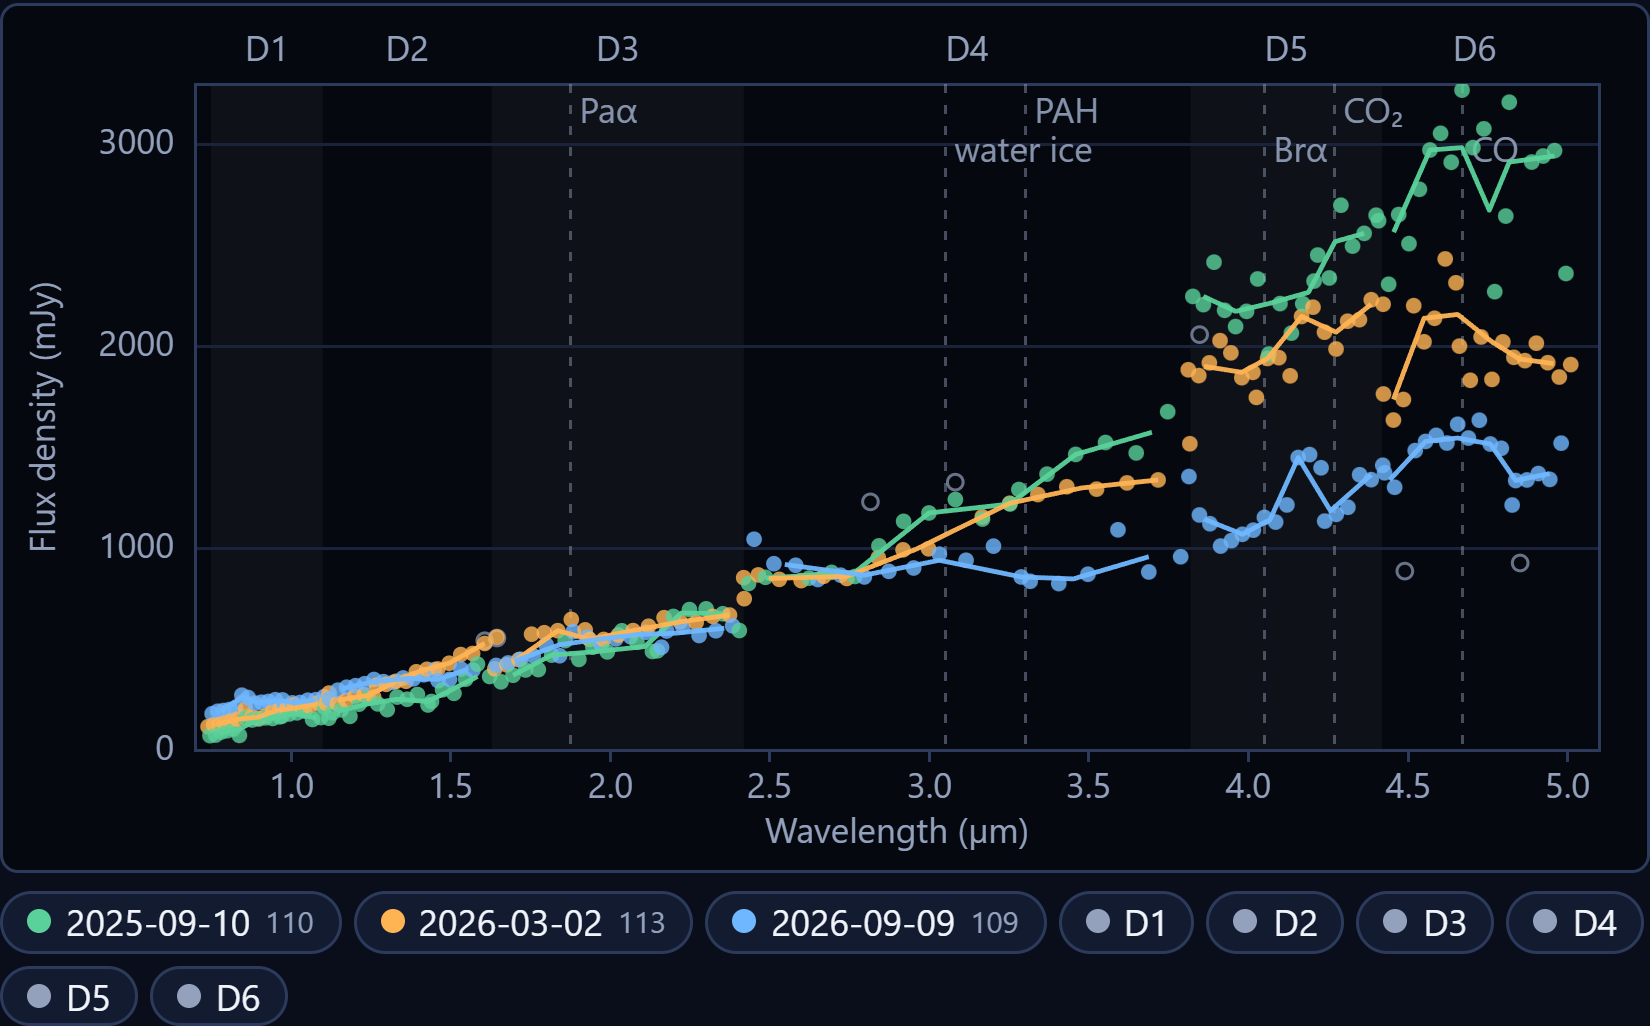 D1 D2 D3 D4 D5 D6
Paα PAH CO₂
water ice Brα CO
3000
2000
1000
0
Flux density (mJy)
1.0 1.5 2.0 2.5 3.0 3.5 4.0 4.5 5.0
Wavelength (μm)
2025-09-10 110 2026-03-02 113 2026-09-09 109 D1 D2 D3 D4
D5 D6